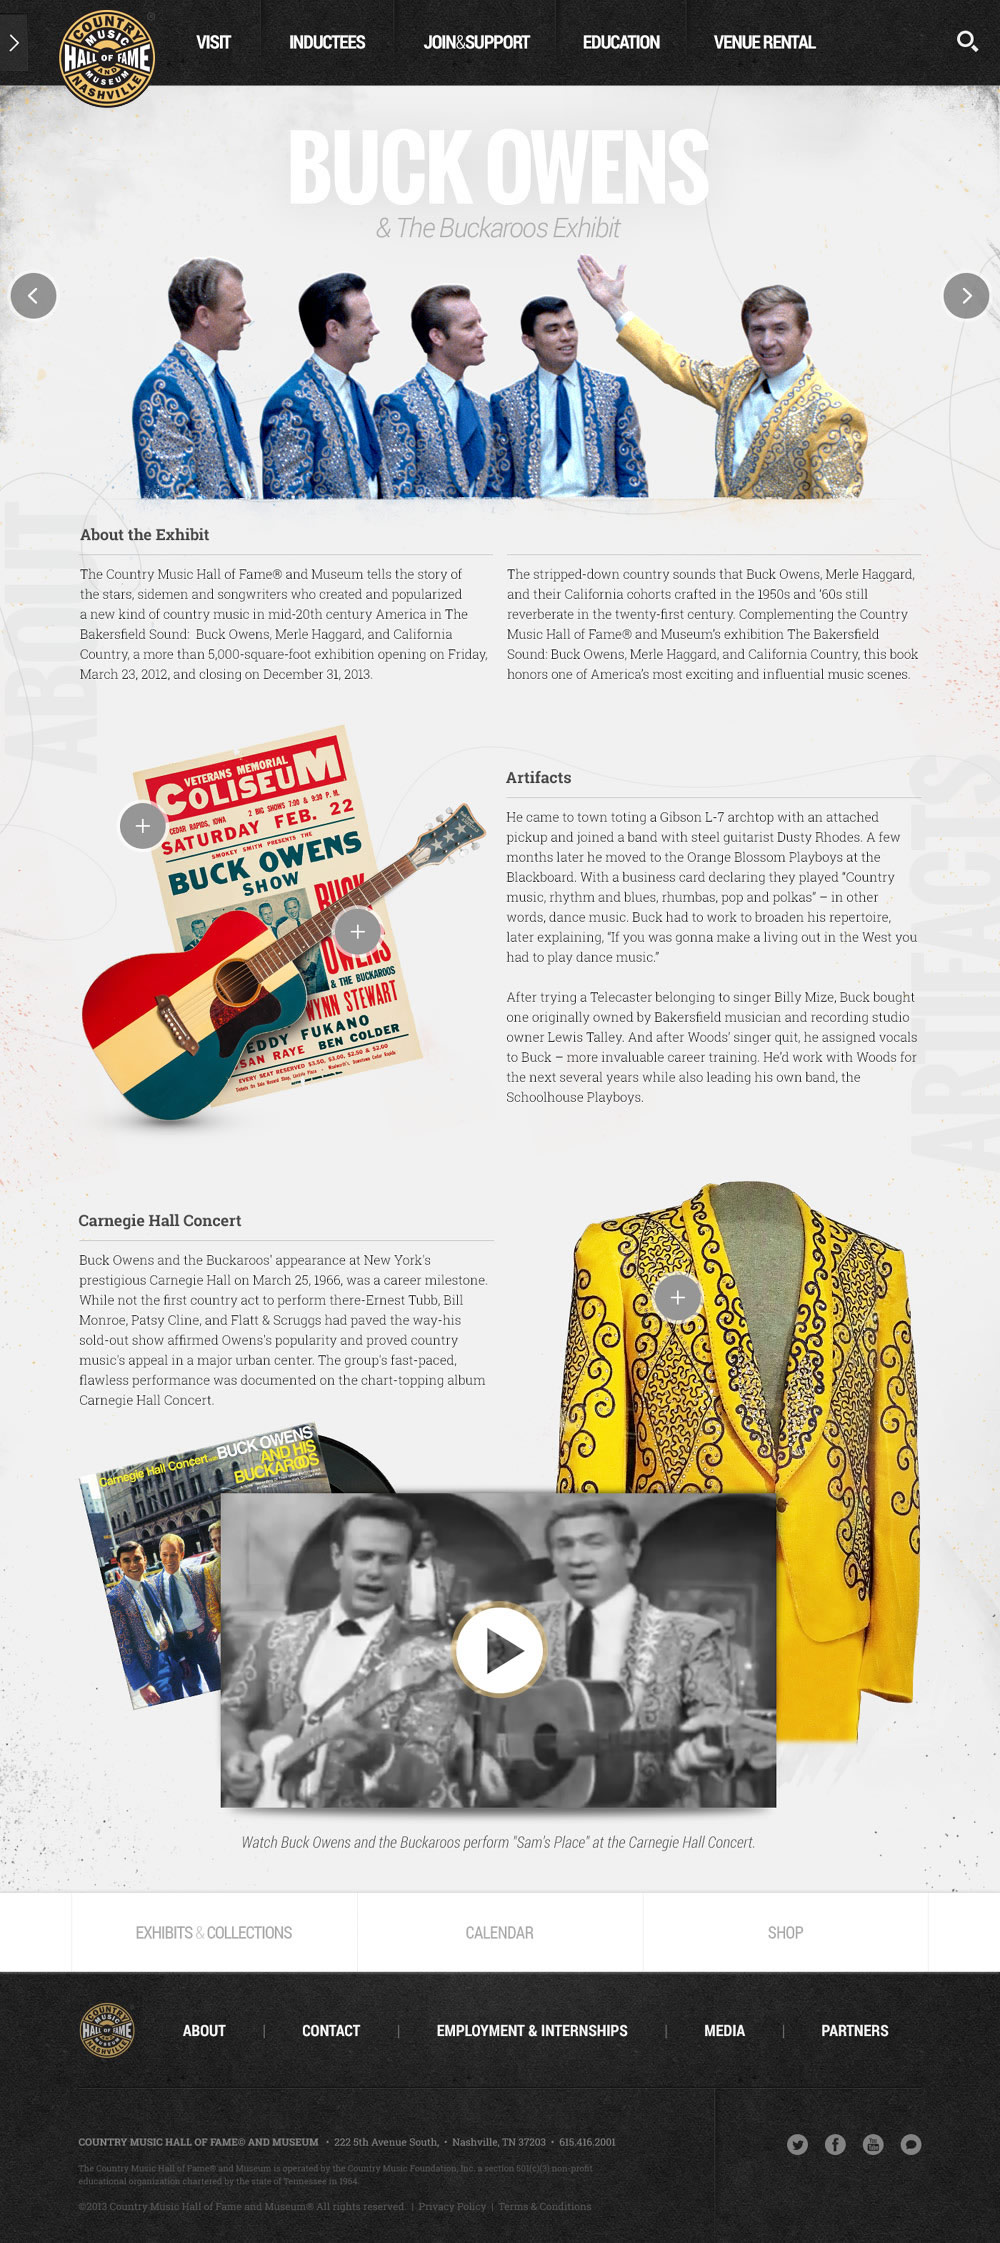 COUNTRY
MUSIC
HALL OF FAME
AND
MUSEUM
NASHVILLE
VISIT
INDUCTEES
JOIN&SUPPORT
EDUCATION
VENUE RENTAL
BUCK OWENS
& The Buckaroos Exhibit
ABOUT
About the Exhibit
The Country Music Hall of Fame® and Museum tells the story of
the stars, sidemen and songwriters who created and popularized
a new kind of country music in mid-20th century America in The
Bakersfield Sound:  Buck Owens, Merle Haggard, and California
Country, a more than 5,000-square-foot exhibition opening on Friday,
March 23, 2012, and closing on December 31, 2013.
The stripped-down country sounds that Buck Owens, Merle Haggard,
and their California cohorts crafted in the 1950s and ‘60s still
reverberate in the twenty-first century. Complementing the Country
Music Hall of Fame® and Museum’s exhibition The Bakersfield
Sound: Buck Owens, Merle Haggard, and California Country, this book
honors one of America’s most exciting and influential music scenes.
VETERANS MEMORIAL
COLISEUM
CEDAR RAPIDS, IOWA
2 BIG SHOWS 7:00 & 9:30 P. M.
SATURDAY FEB. 22
SMOKEY SMITH PRESENTS THE
BUCK OWENS
SHOW
BUCK
OWENS
& THE BUCKAROOS
WYNN STEWART
EDDY FUKANO
SAN RAYE BEN COLDER
EVERY SEAT RESERVED $3.50, $3.00, $2.50 & $2.00
ARTIFACTS
Artifacts
He came to town toting a Gibson L-7 archtop with an attached
pickup and joined a band with steel guitarist Dusty Rhodes. A few
months later he moved to the Orange Blossom Playboys at the
Blackboard. With a business card declaring they played “Country
music, rhythm and blues, rhumbas, pop and polkas” – in other
words, dance music. Buck had to work to broaden his repertoire,
later explaining, “If you was gonna make a living out in the West you
had to play dance music.”
After trying a Telecaster belonging to singer Billy Mize, Buck bought
one originally owned by Bakersfield musician and recording studio
owner Lewis Talley. And after Woods’ singer quit, he assigned vocals
to Buck – more invaluable career training. He’d work with Woods for
the next several years while also leading his own band, the
Schoolhouse Playboys.
Carnegie Hall Concert
Buck Owens and the Buckaroos' appearance at New York's
prestigious Carnegie Hall on March 25, 1966, was a career milestone.
While not the first country act to perform there-Ernest Tubb, Bill
Monroe, Patsy Cline, and Flatt & Scruggs had paved the way-his
sold-out show affirmed Owens's popularity and proved country
music's appeal in a major urban center. The group's fast-paced,
flawless performance was documented on the chart-topping album
Carnegie Hall Concert.
Carnegie Hall Concert with BUCK OWENS
AND HIS
BUCKAROOS
Watch Buck Owens and the Buckaroos perform "Sam's Place" at the Carnegie Hall Concert.
EXHIBITS & COLLECTIONS
CALENDAR
SHOP
COUNTRY
MUSIC
HALL OF FAME
AND
MUSEUM
NASHVILLE
ABOUT | CONTACT | EMPLOYMENT & INTERNSHIPS | MEDIA | PARTNERS
COUNTRY MUSIC HALL OF FAME© AND MUSEUM • 222 5th Avenue South, • Nashville, TN 37203 • 615.416.2001
You
Tube
The Country Music Hall of Fame® and Museum is operated by the Country Music Foundation, Inc. a section 501(c)(3) non-profit
educational organization chartered by the state of Tennessee in 1964.
©2013 Country Music Hall of Fame and Museum® All rights reserved. | Privacy Policy | Terms & Conditions